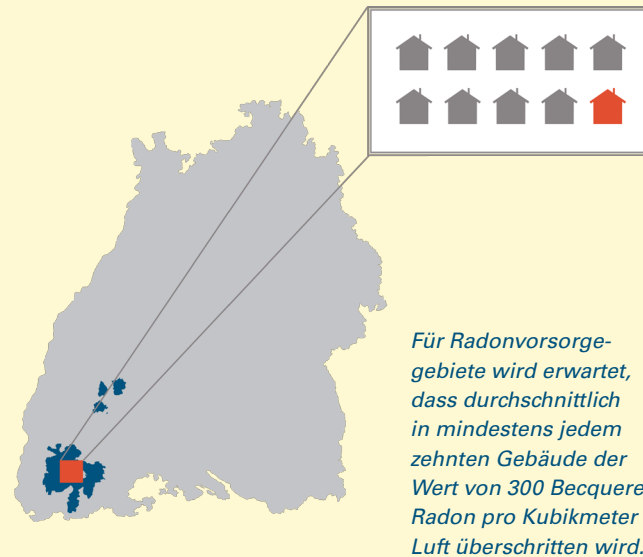 Für Radonvorsorge-
gebiete wird erwartet,
dass durchschnittlich
in mindestens jedem
zehnten Gebäude der
Wert von 300 Becquere
Radon pro Kubikmeter
Luft überschritten wird.